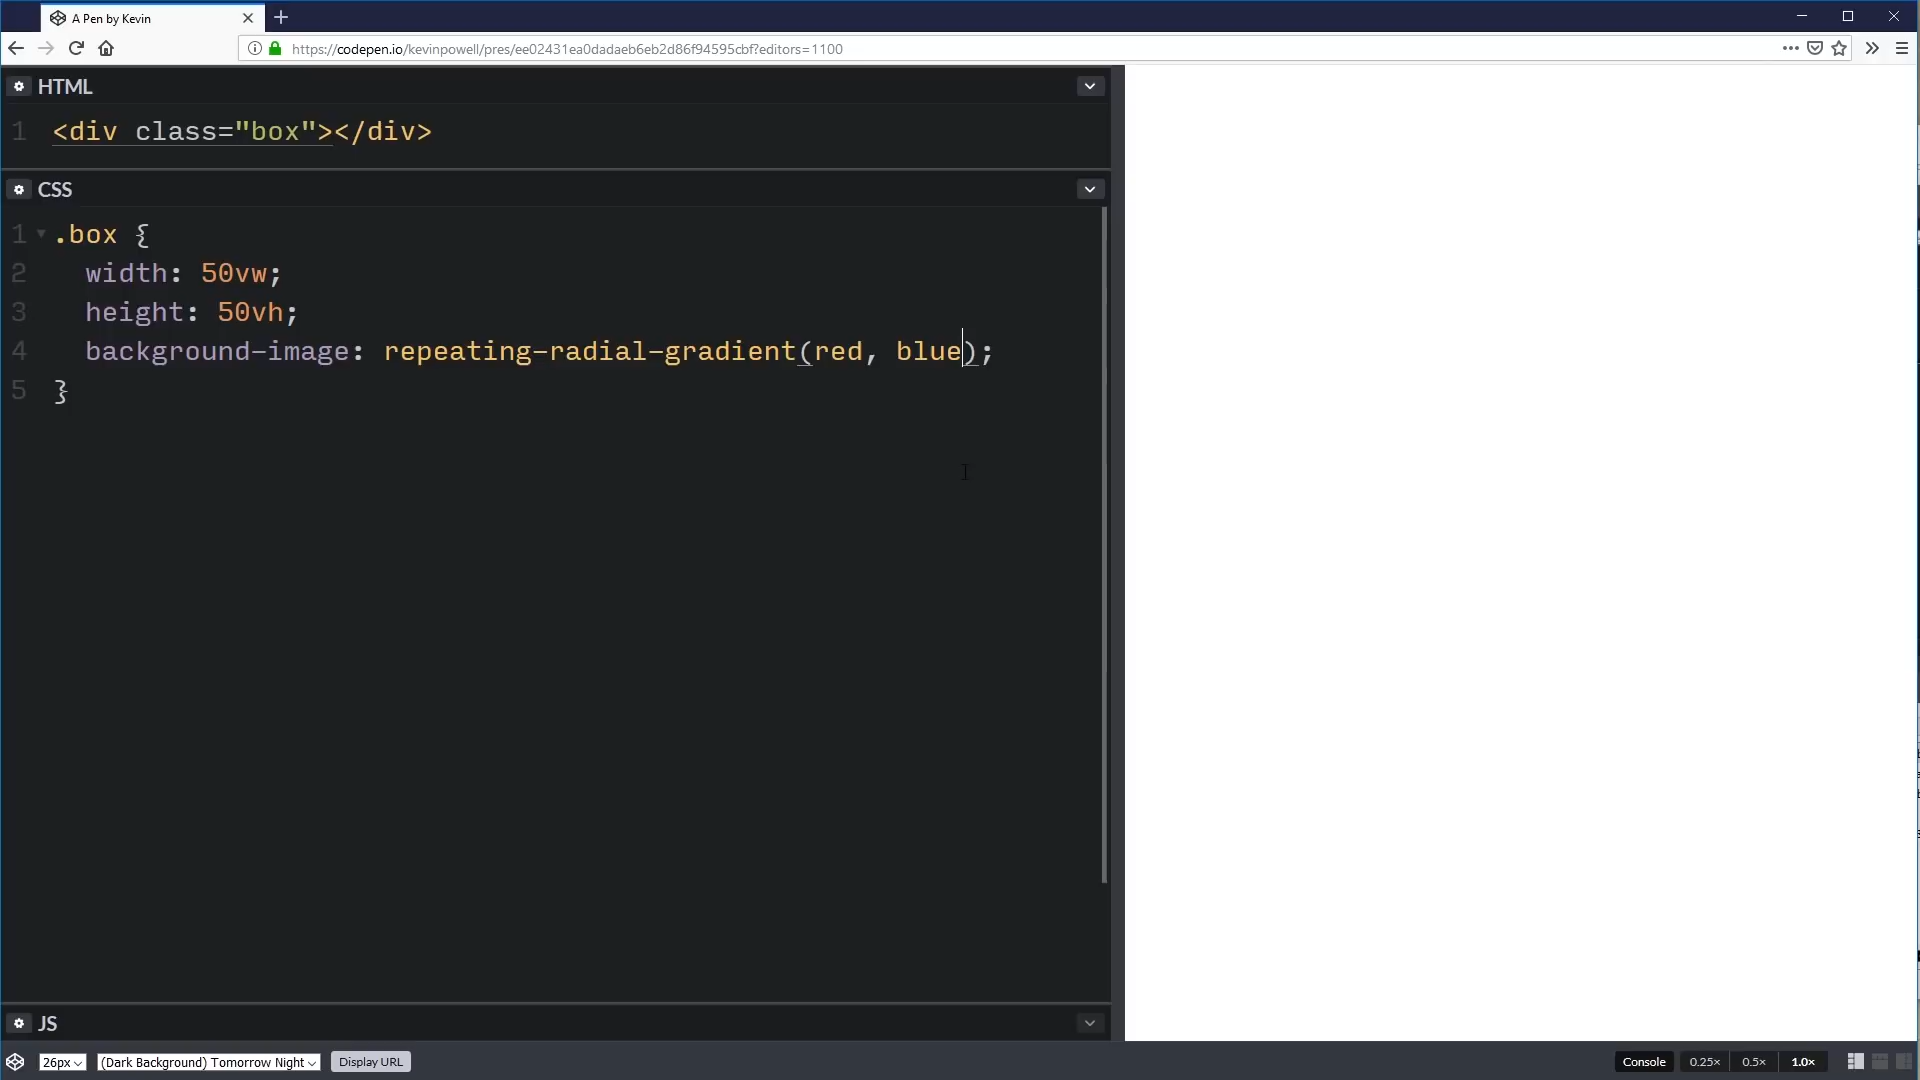 A Pen by Kevin
https://codepen.io/kevinpowell/pres/ee02431ea0dadaeb6eb2d86f94595cbf?editors=1100
HTML
1 <div class="box"></div>
CSS
1 .box {
2 width: 50vw;
3 height: 50vh;
4 background-image: repeating-radial-gradient(red, blue);
5 }
JS
26px (Dark Background) Tomorrow Night Display URL Console 0.25× 0.5× 1.0×